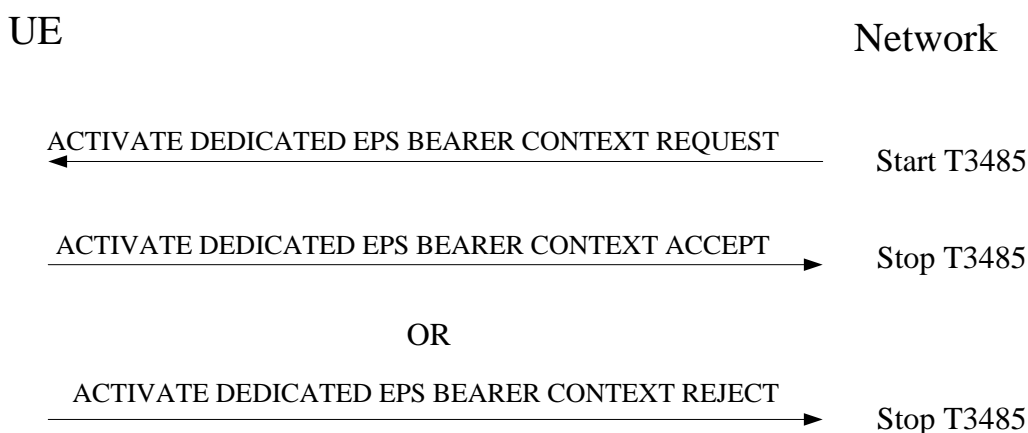 UE
Network
ACTIVATE DEDICATED EPS BEARER CONTEXT REQUEST
Start T3485
ACTIVATE DEDICATED EPS BEARER CONTEXT ACCEPT
Stop T3485
OR
ACTIVATE DEDICATED EPS BEARER CONTEXT REJECT
Stop T3485